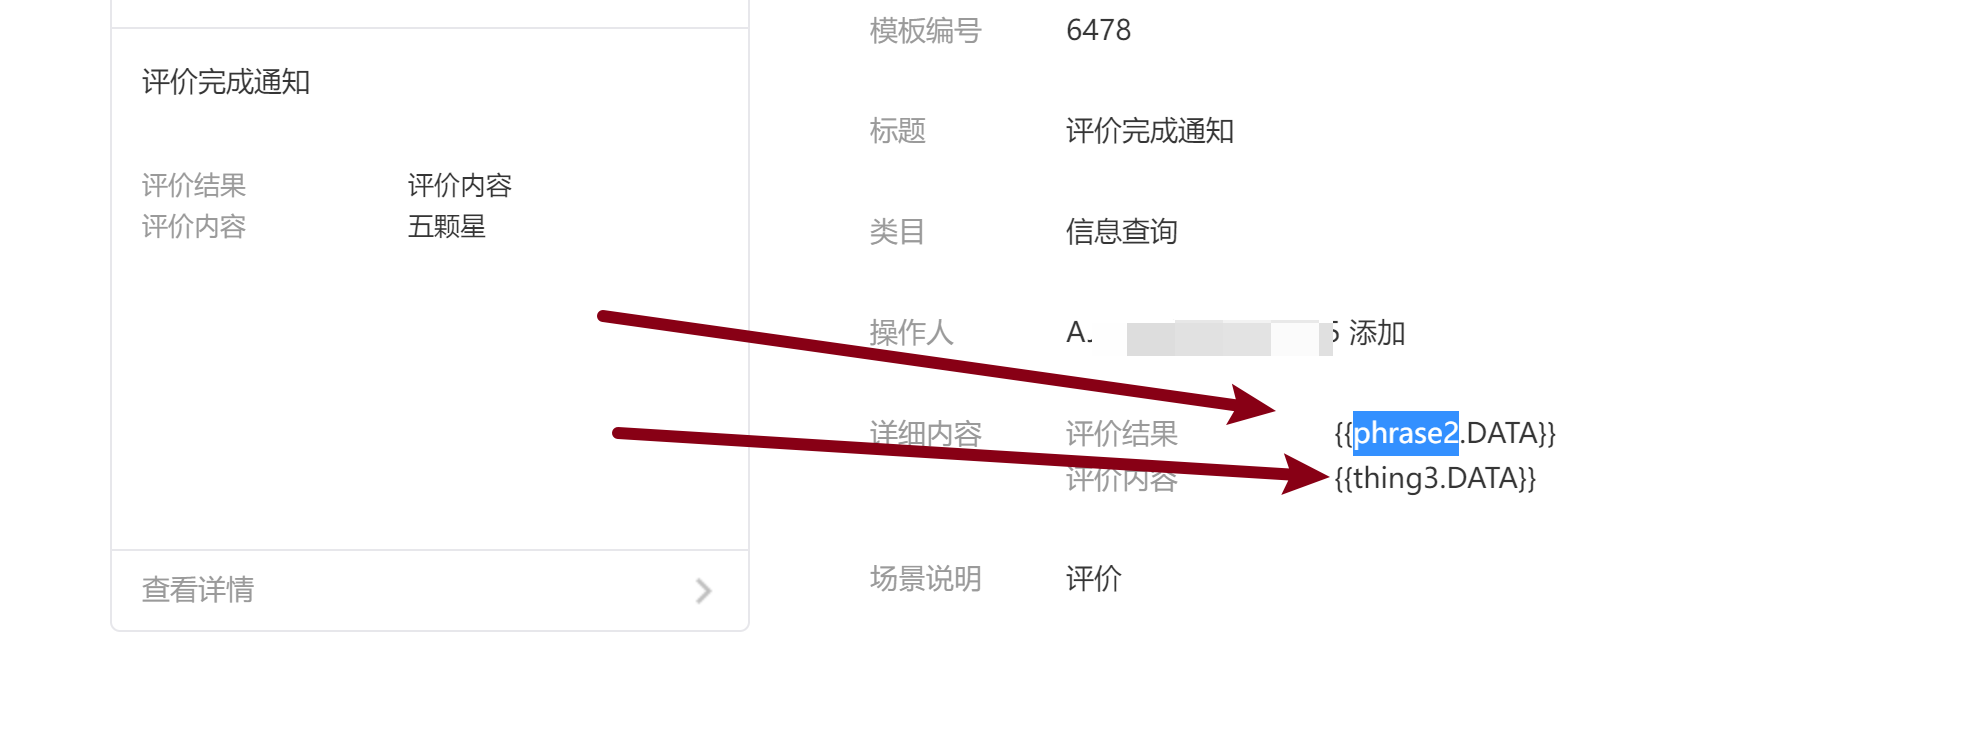 评价完成通知
评价结果 评价内容
评价内容 五颗星
查看详情
模板编号 6478
标题 评价完成通知
类目 信息查询
操作人 A. 5 添加
详细内容 评价结果 {{phrase2.DATA}}
评价内容 {{thing3.DATA}}
场景说明 评价